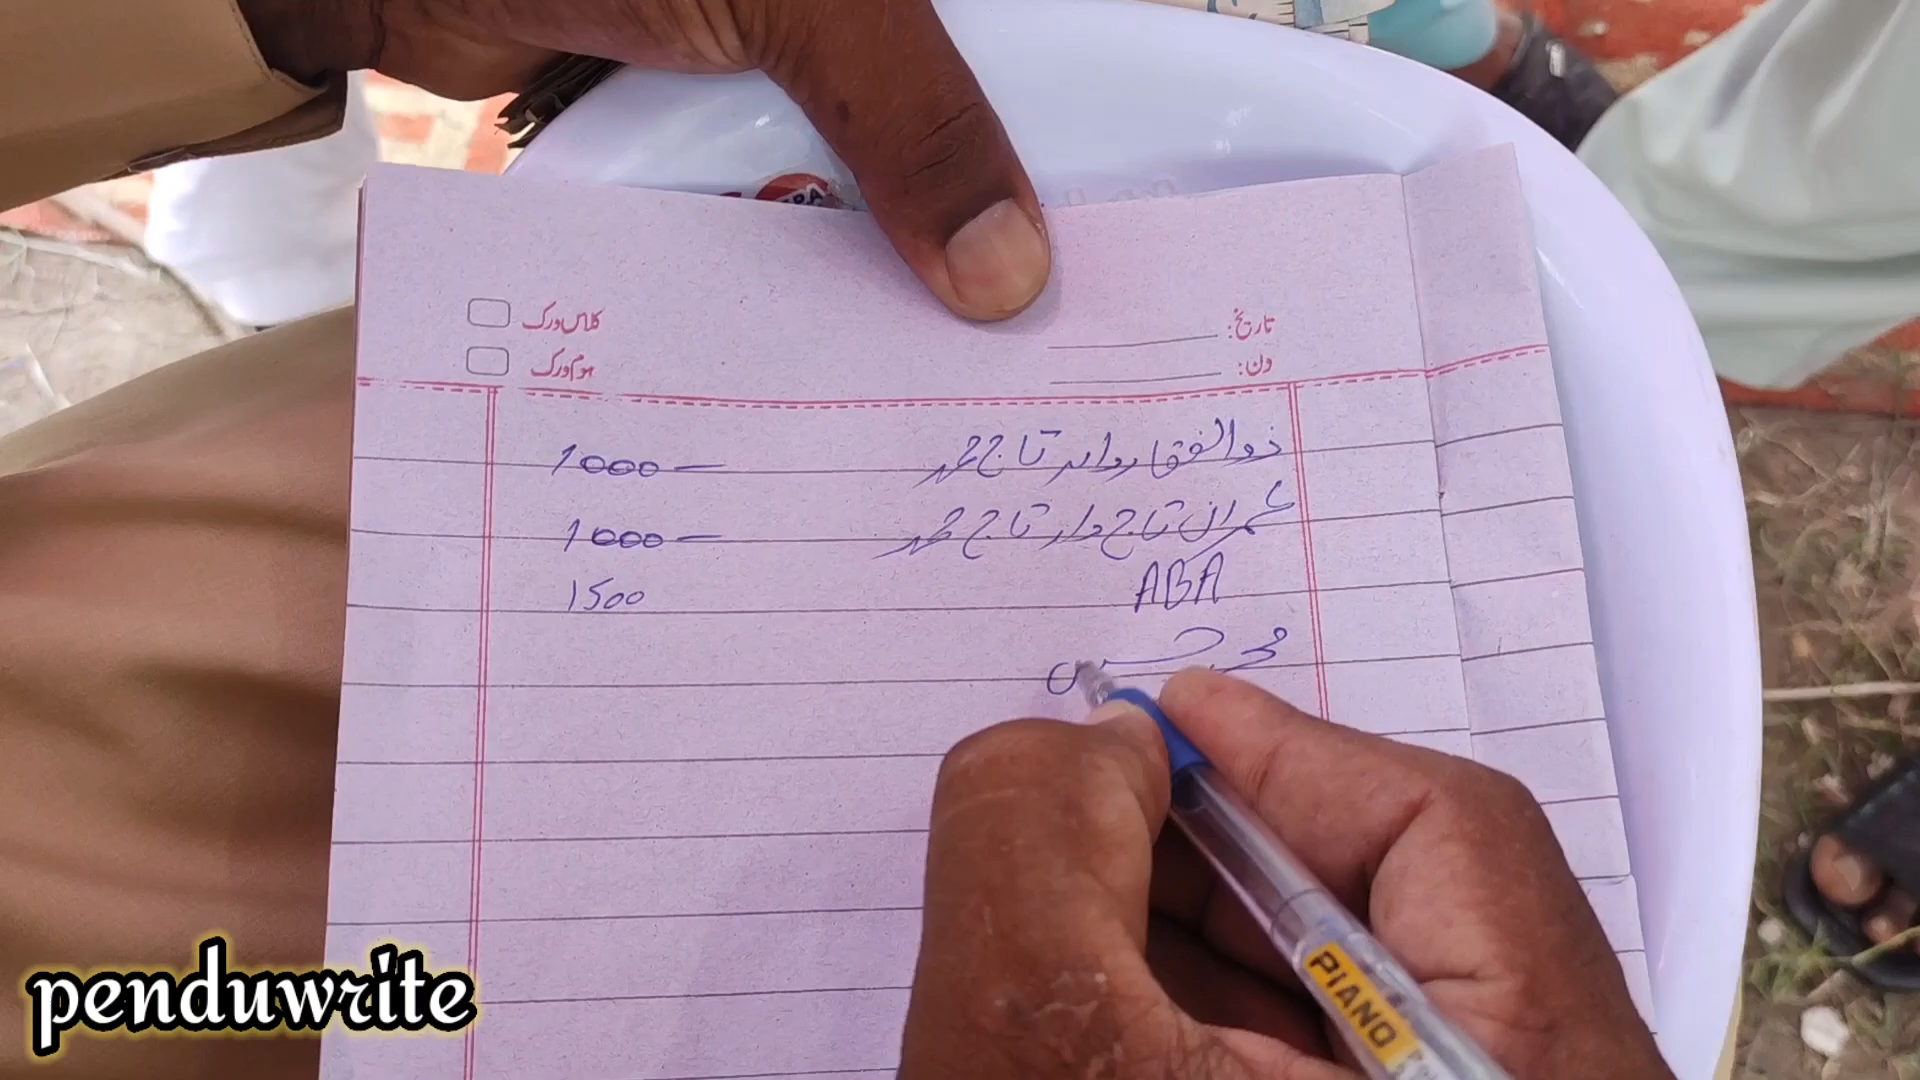 کلاس ورک
تاریخ:
ہوم ورک
دن:
ذوالفقار ولد تاج محمد 1000 —
عمران تاج ولد تاج محمد 1000 —
ABA 1500
محمد حسن
PIANO
penduwrite